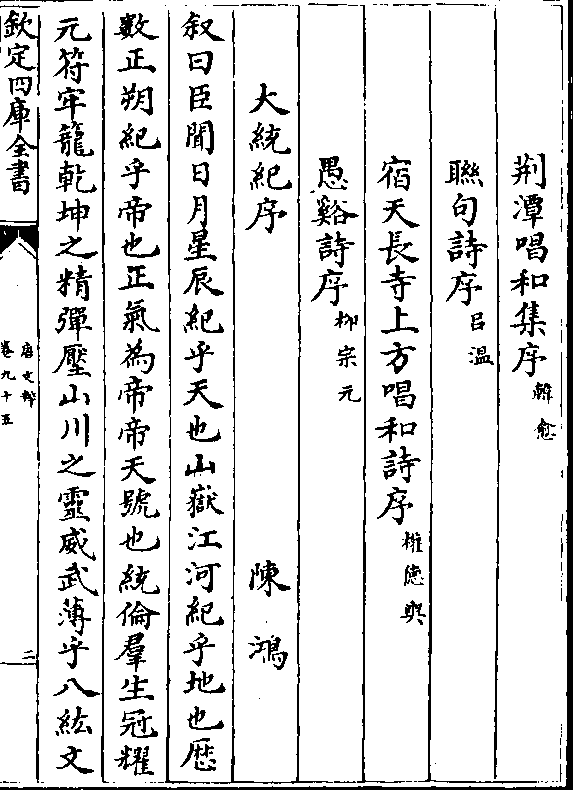 荆潭唱和集序韓愈
聯句詩序吕温
宿天長寺上方唱和詩序權德輿
愚谿詩序柳宗元
大統紀序 陳鴻
叙曰臣聞日月星辰紀乎天也山嶽江河紀乎地也厯
數正朔紀乎帝也正氣為帝帝天號也統倫羣生冠耀
元符牢籠乾坤之精彈壓山川之靈威武薄乎八紘文
欽定四庫全書
唐文粹
卷九十五
二